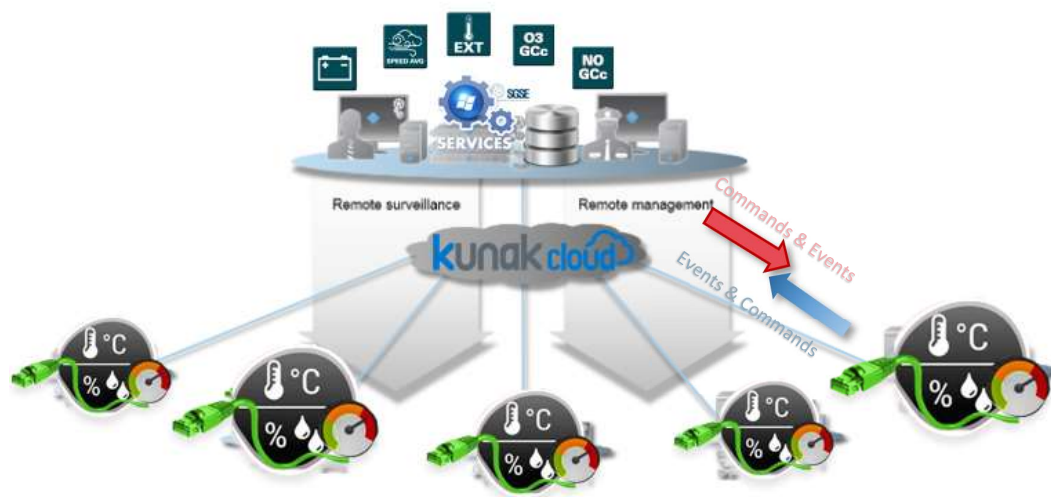 EXT
O3
GCc
SPEED AVG
NO
GCc
SGSE
SERVICES
Remote surveillance
Remote management
Commands & Events
Events & Commands
kunak cloud
°C
%
°C
%
°C
%
°C
%
°C
%